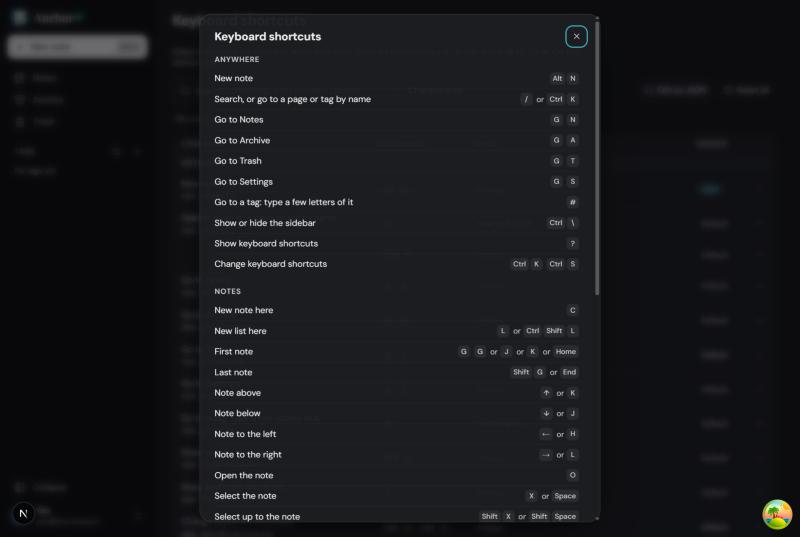 Keyboard shortcuts
ANYWHERE
New note Alt N
Search, or go to a page or tag by name / or Ctrl K
Go to Notes G N
Go to Archive G A
Go to Trash G T
Go to Settings G S
Go to a tag: type a few letters of it #
Show or hide the sidebar Ctrl \
Show keyboard shortcuts ?
Change keyboard shortcuts Ctrl K Ctrl S
NOTES
New note here C
New list here L or Ctrl Shift L
First note G G or J or K or Home
Last note Shift G or End
Note above ↑ or K
Note below ↓ or J
Note to the left ← or H
Note to the right → or L
Open the note O
Select the note X or Space
Select up to the note Shift X or Shift Space
N